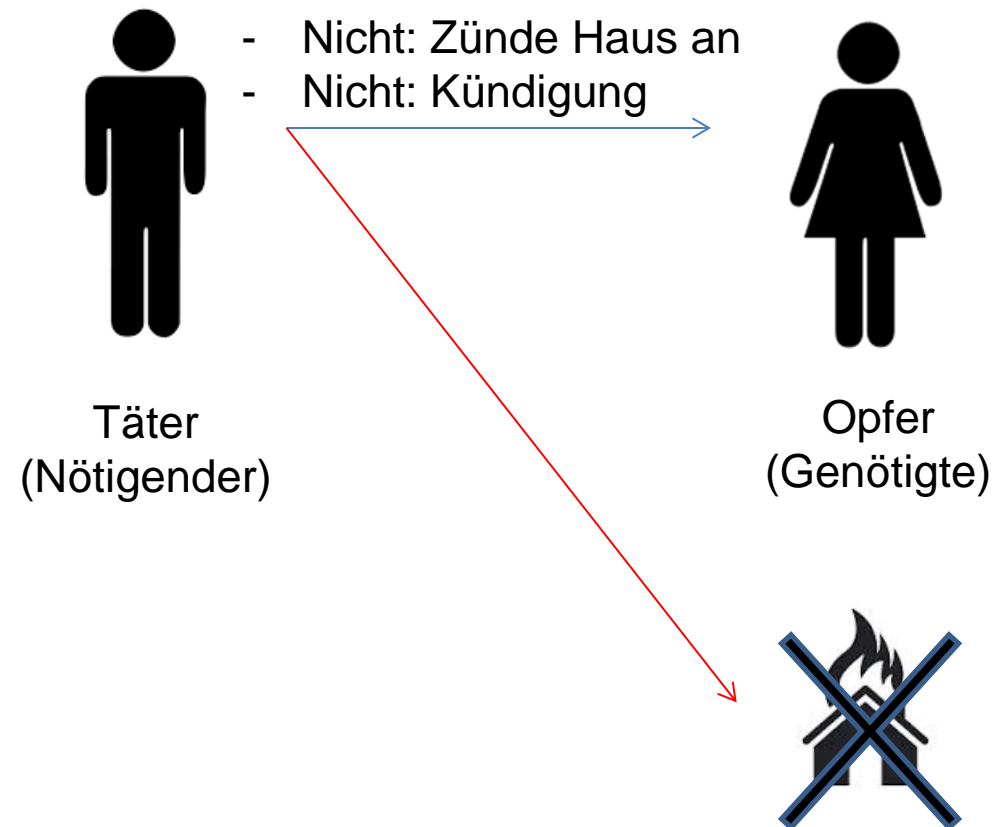 - Nicht: Zünde Haus an
- Nicht: Kündigung
Täter
(Nötigender)
Opfer
(Genötigte)